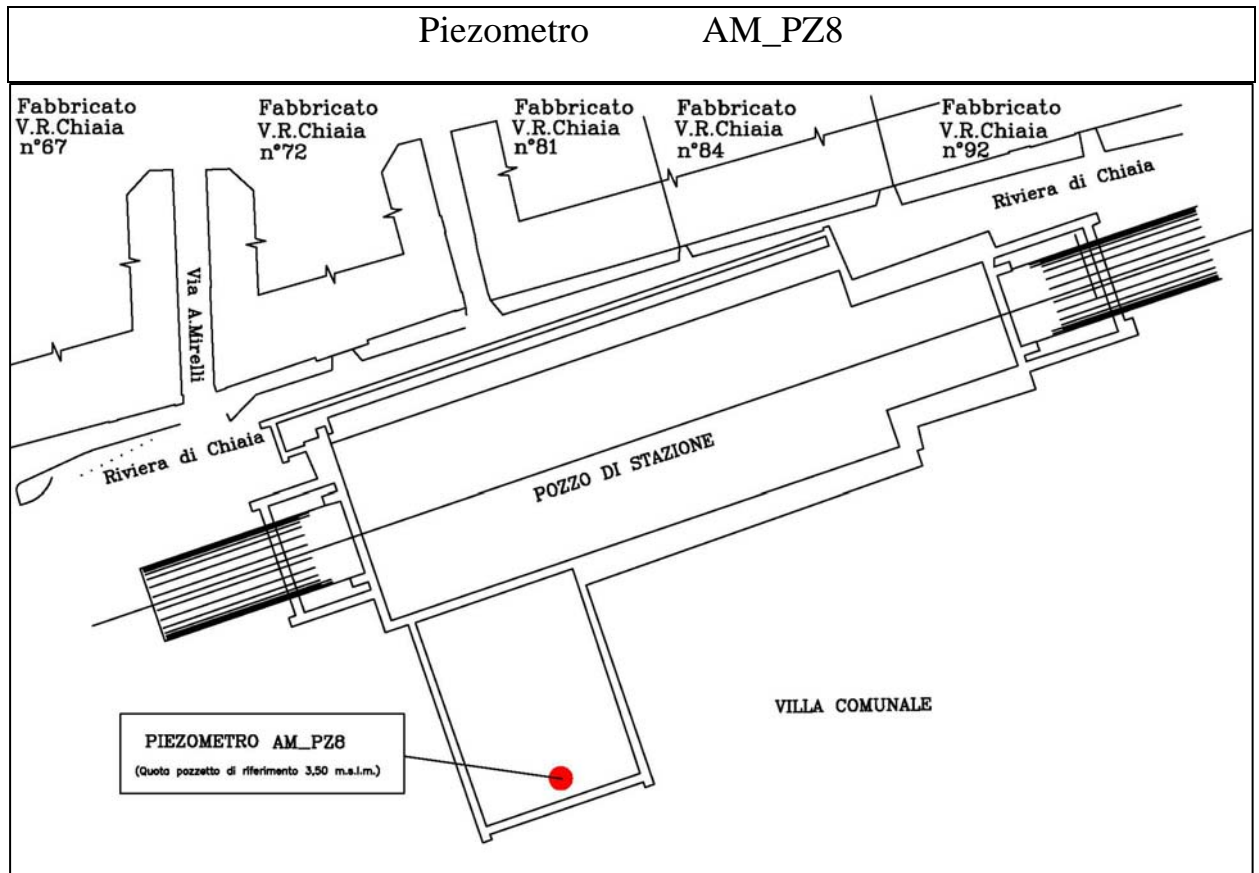 Piezometro AM_PZ8
Fabbricato
V.R.Chiaia
n°67
Fabbricato
V.R.Chiaia
n°72
Fabbricato
V.R.Chiaia
n°81
Fabbricato
V.R.Chiaia
n°84
Fabbricato
V.R.Chiaia
n°92
Riviera di Chiaia
Via A.Mirelli
Riviera di Chiaia
POZZO DI STAZIONE
VILLA COMUNALE
PIEZOMETRO AM_PZ8
(Quota pozzetto di riferimento 3,50 m.s.l.m.)